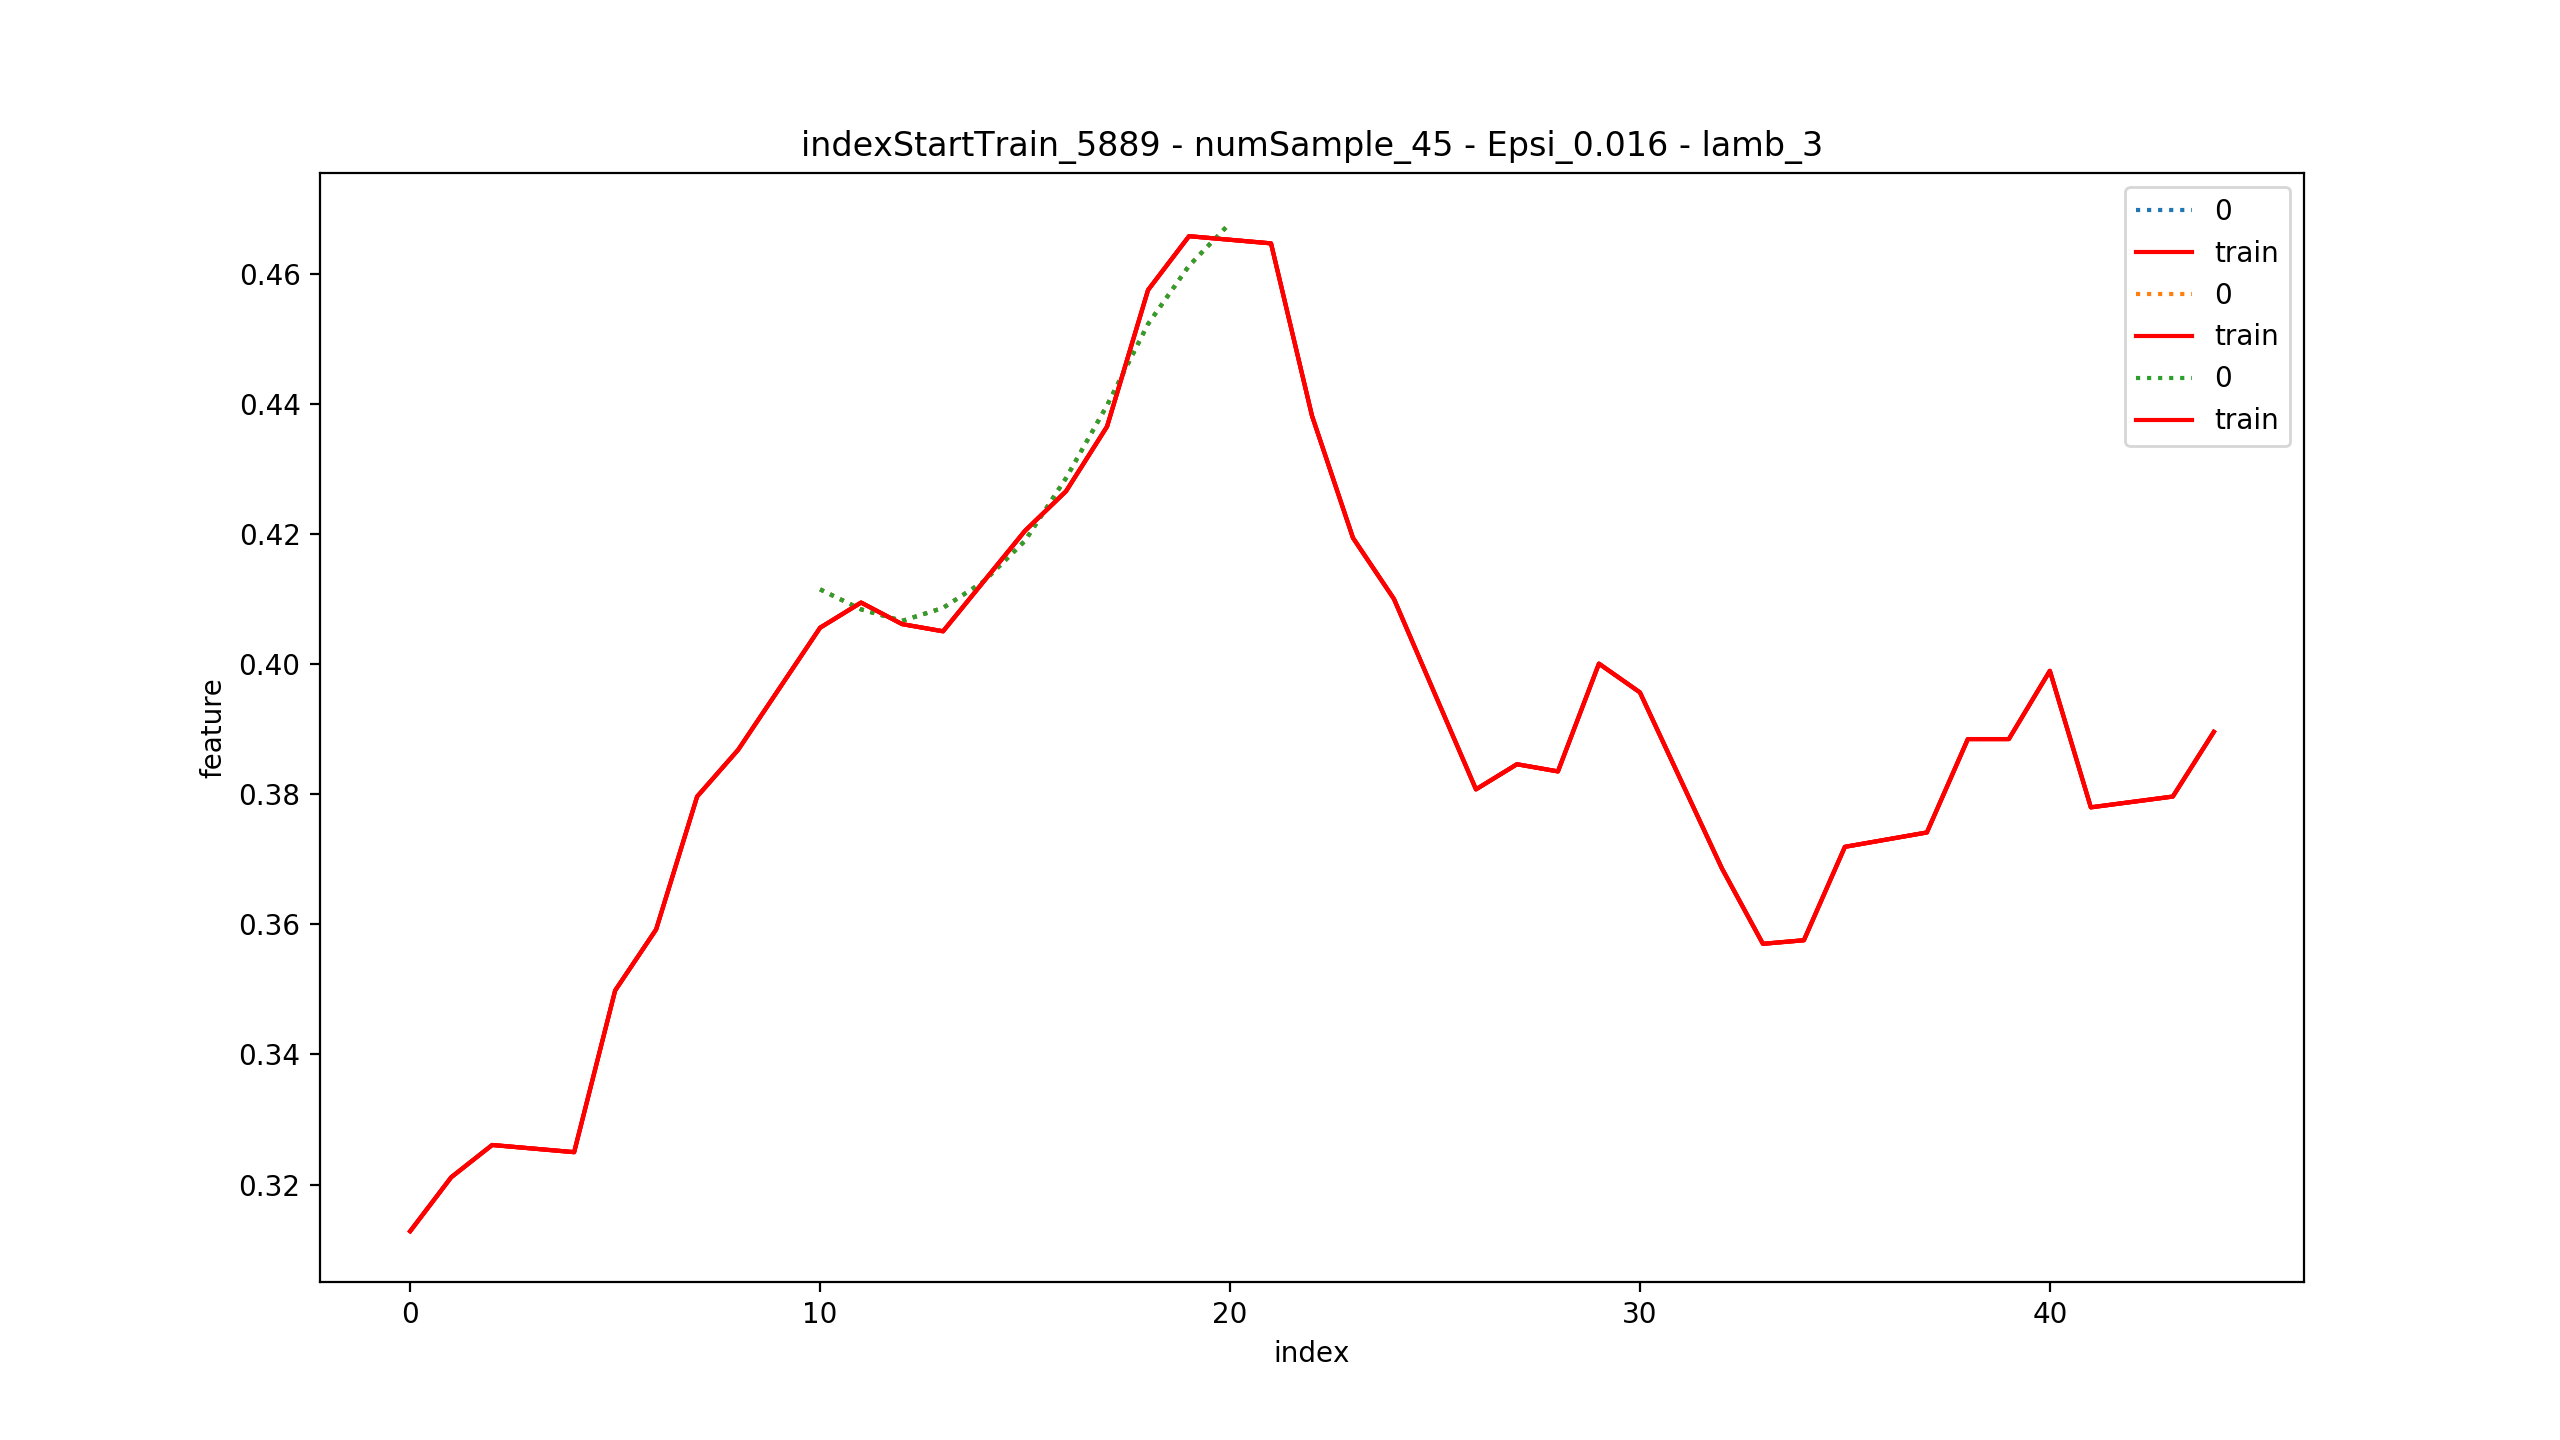 indexStartTrain_5889 - numSample_45 - Epsi_0.016 - lamb_3
0
train
0
train
0
train
0.46
0.44
0.42
0.40
0.38
0.36
0.34
0.32
feature
0 10 20 30 40
index